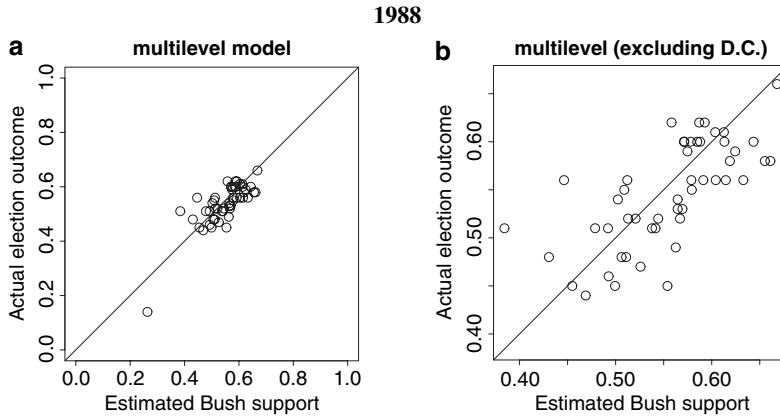 1988
a multilevel model
Actual election outcome
1.0
0.8
0.6
0.4
0.2
0.0
0.0 0.2 0.4 0.6 0.8 1.0
Estimated Bush support
b multilevel (excluding D.C.)
Actual election outcome
0.60
0.50
0.40
0.40 0.50 0.60
Estimated Bush support